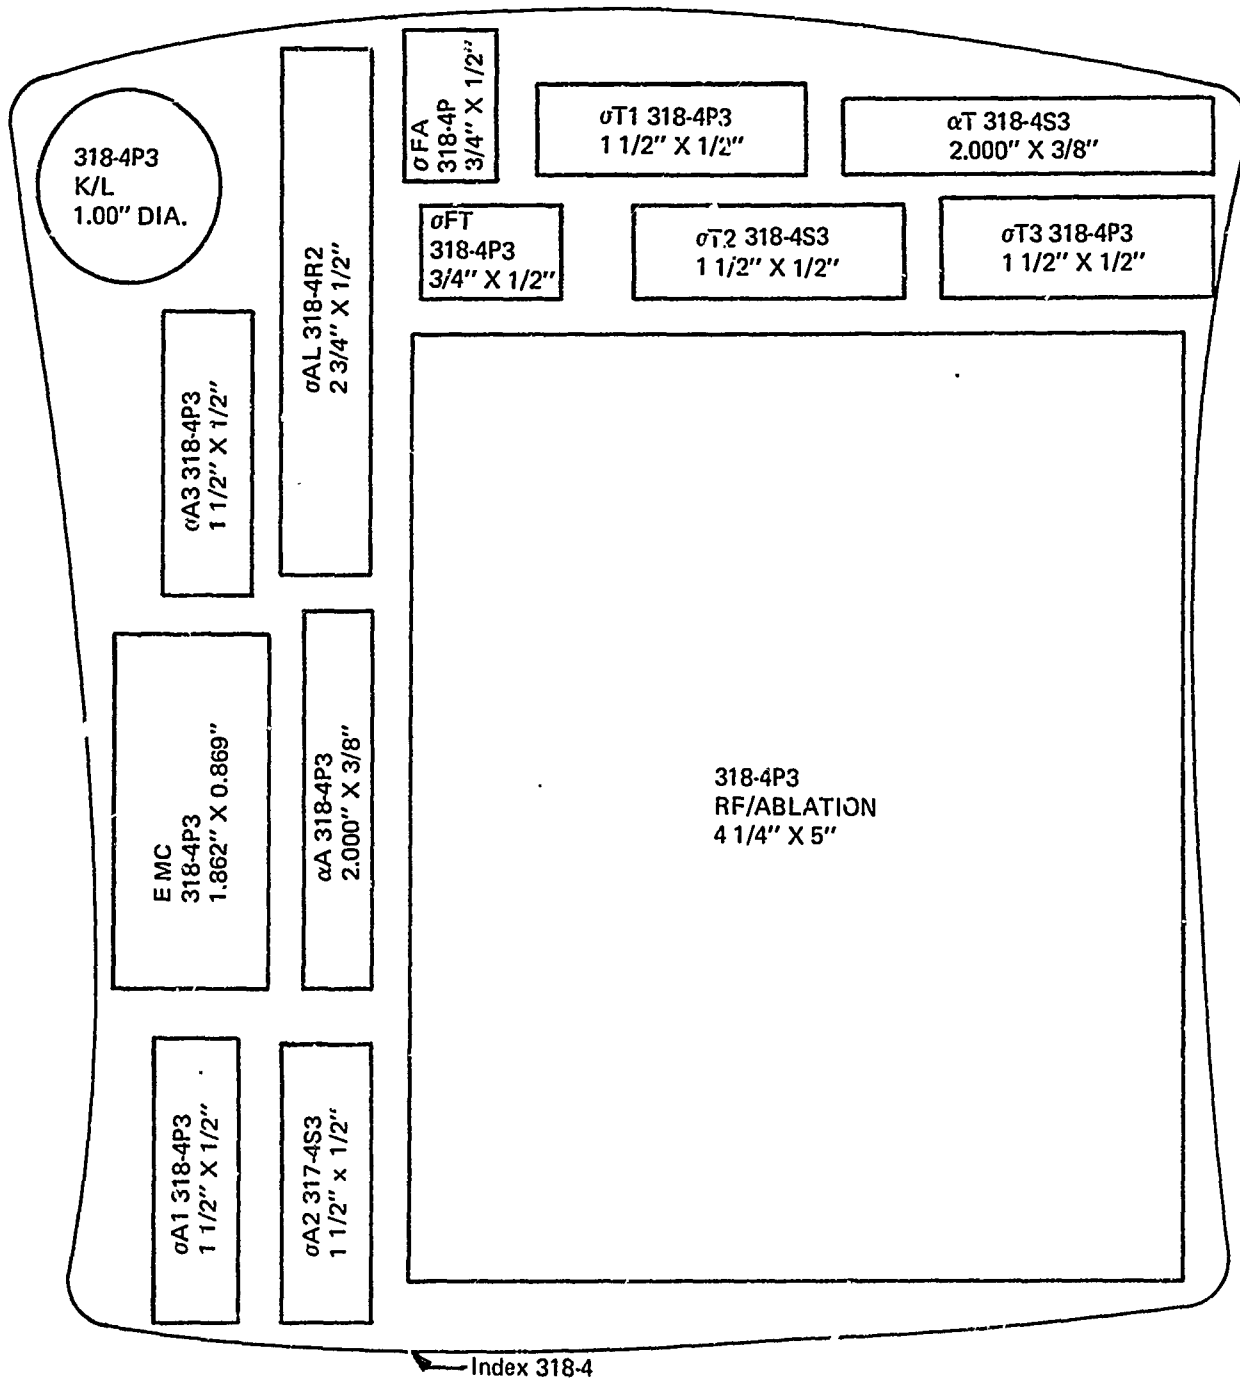 318-4P3
K/L
1.00" DIA.
σAL 318-4R2
2 3/4" X 1/2"
σFA
318-4P
3/4" X 1/2"
σT1 318-4P3
1 1/2" X 1/2"
αT 318-4S3
2.000" X 3/8"
σFT
318-4P3
3/4" X 1/2"
σT2 318-4S3
1 1/2" X 1/2"
σT3 318-4P3
1 1/2" X 1/2"
σA3 318-4P3
1 1/2" X 1/2"
EMC
318-4P3
1.862" X 0.869"
αA 318-4P3
2.000" X 3/8"
318-4P3
RF/ABLATION
4 1/4" X 5"
σA1 318-4P3
1 1/2" X 1/2"
σA2 317-4S3
1 1/2" x 1/2"
Index 318-4